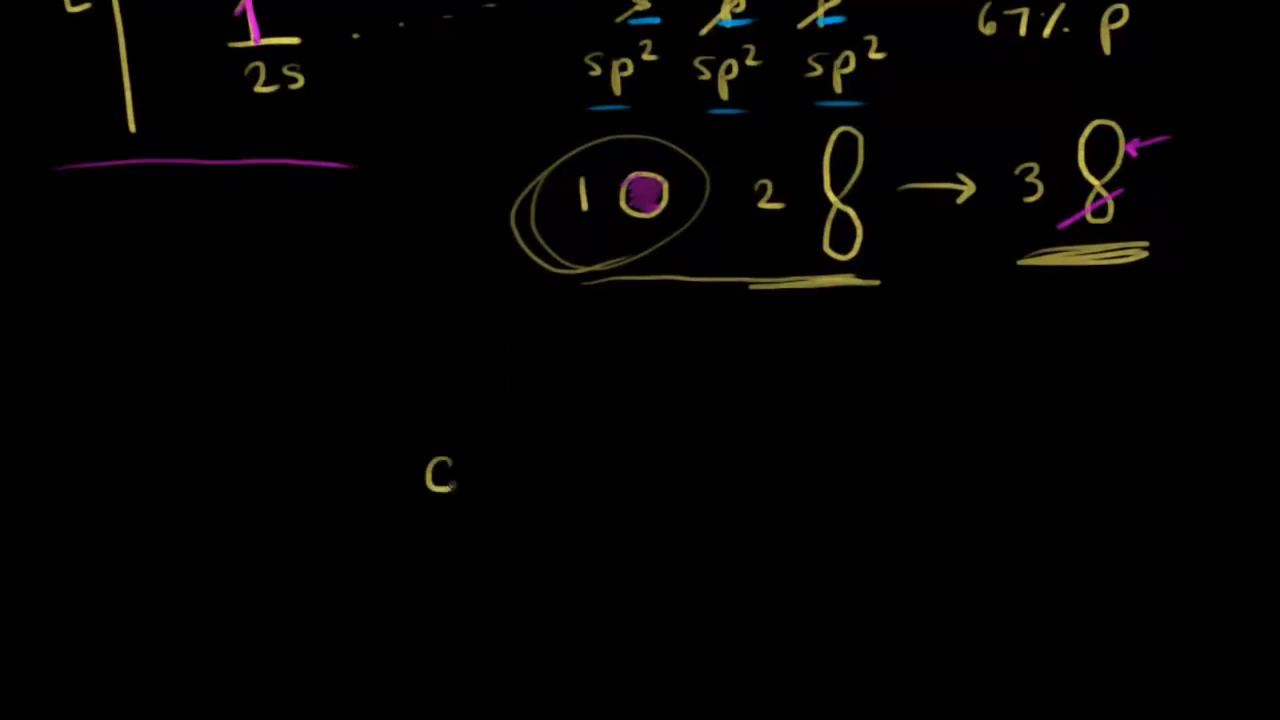 67% p
2s
sp² sp² sp²
1 2 → 3
C